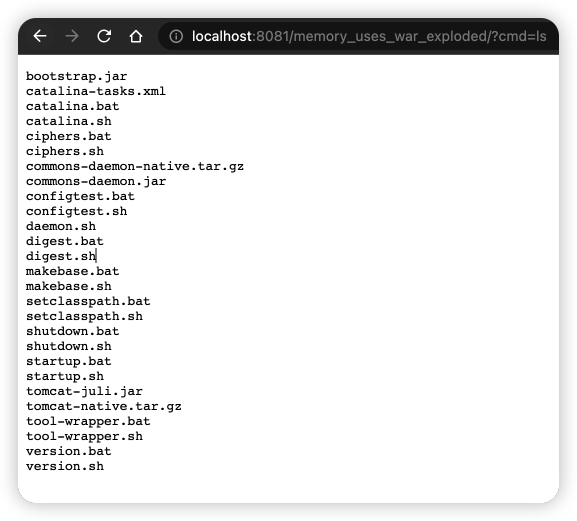 localhost:8081/memory_uses_war_exploded/?cmd=ls
bootstrap.jar
catalina-tasks.xml
catalina.bat
catalina.sh
ciphers.bat
ciphers.sh
commons-daemon-native.tar.gz
commons-daemon.jar
configtest.bat
configtest.sh
daemon.sh
digest.bat
digest.sh
makebase.bat
makebase.sh
setclasspath.bat
setclasspath.sh
shutdown.bat
shutdown.sh
startup.bat
startup.sh
tomcat-juli.jar
tomcat-native.tar.gz
tool-wrapper.bat
tool-wrapper.sh
version.bat
version.sh